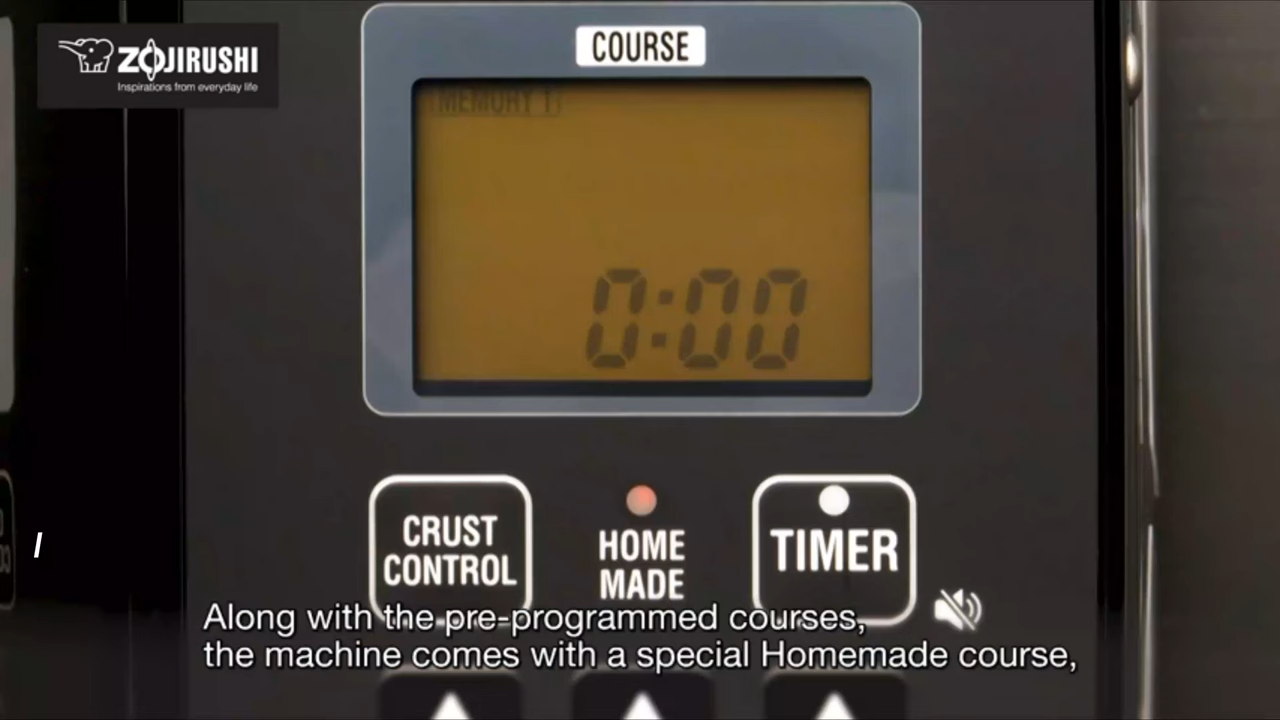 ZOJIRUSHI
Inspirations from everyday life
COURSE
MEMORY 1
0:00
CRUST
CONTROL
HOME
MADE
TIMER
Along with the pre-programmed courses,
the machine comes with a special Homemade course,